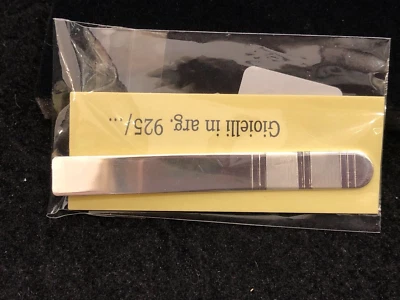 Gioielli in arg. 925/...